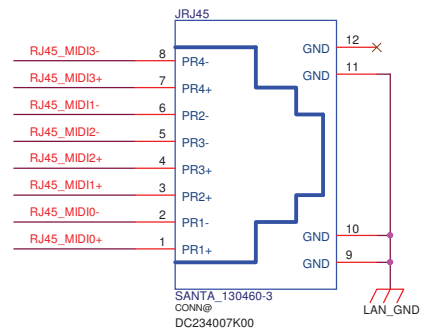 JRJ45
RJ45_MIDI3- 8 PR4- GND 12
RJ45_MIDI3+ 7 PR4+ GND 11
RJ45_MIDI1- 6 PR2-
RJ45_MIDI2- 5 PR3-
RJ45_MIDI2+ 4 PR3+
RJ45_MIDI1+ 3 PR2+
RJ45_MIDI0- 2 PR1- GND 10
RJ45_MIDI0+ 1 PR1+ GND 9
SANTA_130460-3
CONN@
DC234007K00
LAN_GND